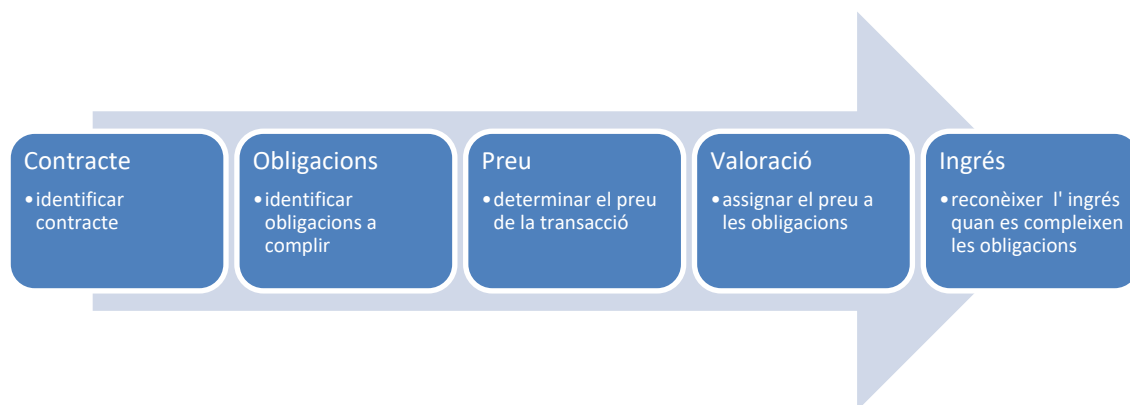 Contracte
•identificar
contracte
Obligacions
•identificar
obligacions a
complir
Preu
•determinar el preu
de la transacció
Valoració
•assignar el preu a
les obligacions
Ingrés
•reconèixer l' ingrés
quan es compleixen
les obligacions